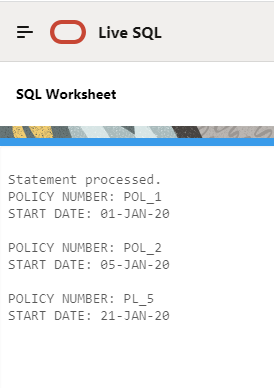 Live SQL
SQL Worksheet
Statement processed.
POLICY NUMBER: POL_1
START DATE: 01-JAN-20
POLICY NUMBER: POL_2
START DATE: 05-JAN-20
POLICY NUMBER: PL_5
START DATE: 21-JAN-20